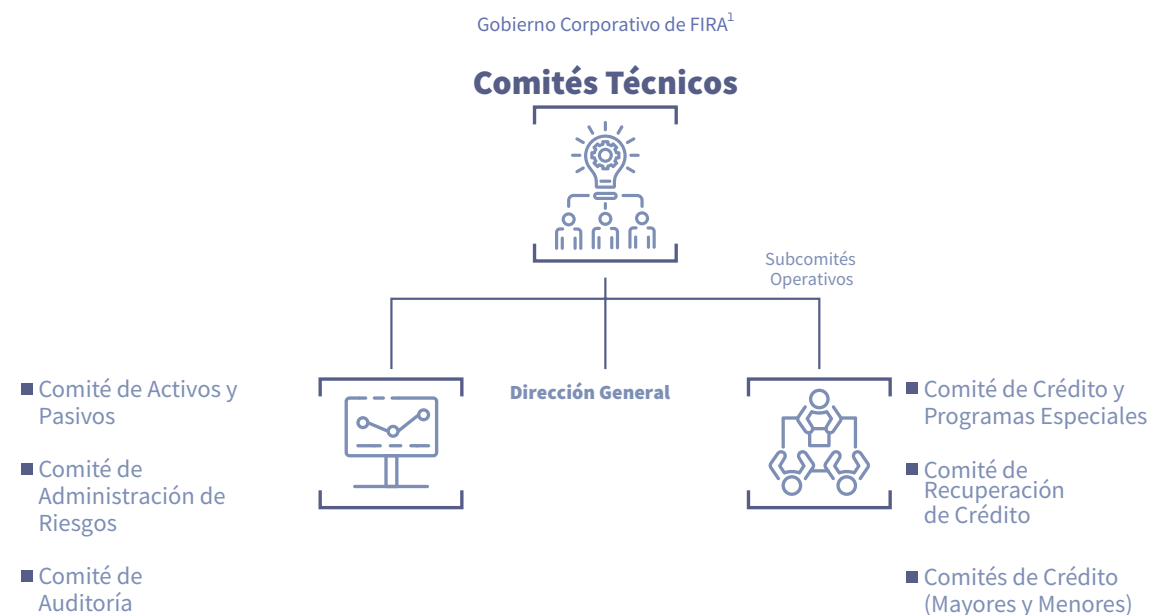 Gobierno Corporativo de FIRA1
Comités Técnicos
Subcomités
Operativos
Comité de Activos y
Pasivos
Comité de
Administración de
Riesgos
Comité de
Auditoría
Dirección General
Comité de Crédito y
Programas Especiales
Comité de
Recuperación
de Crédito
Comités de Crédito
(Mayores y Menores)